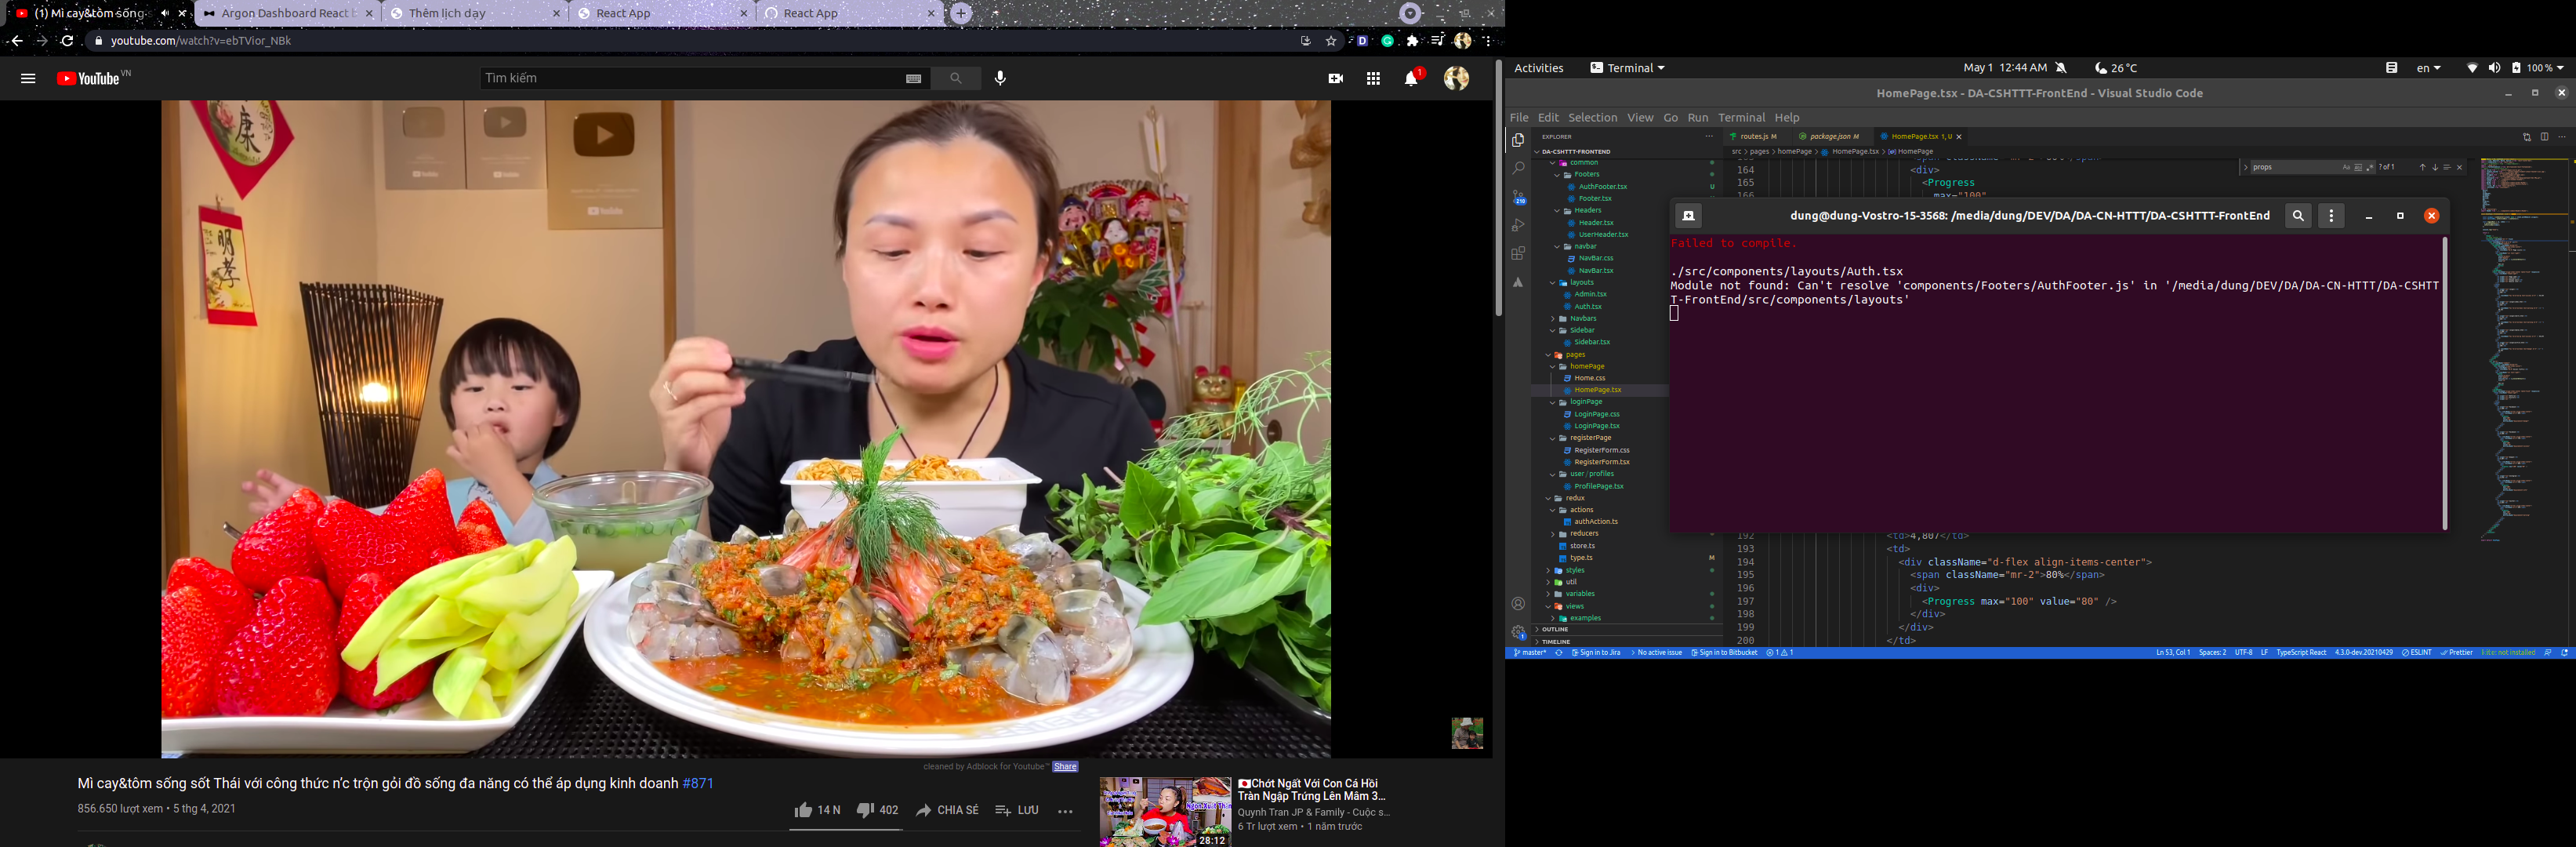 (1) Mì cay&tôm sống s
Argon Dashboard React b
Thêm lịch dạy
React App
React App
youtube.com/watch?v=ebTVior_NBk
YouTube VN
Tìm kiếm
1
康
明孝
YouTube
YouTube
YouTube
cleaned by Adblock for Youtube™ Share
Mì cay&tôm sống sốt Thái với công thức n'c trộn gỏi đồ sống đa năng có thể áp dụng kinh doanh #871
856.650 lượt xem • 5 thg 4, 2021
14 N
402
CHIA SẺ
LƯU
28:12
🇯🇵Chớt Ngất Với Con Cá Hồi
Tràn Ngập Trứng Lên Mâm 3...
Quynh Tran JP & Family - Cuộc s...
6 Tr lượt xem • 1 năm trước
Activities
Terminal
May 1 12:44 AM
26 °C
en
100 %
HomePage.tsx - DA-CSHTTT-FrontEnd - Visual Studio Code
File Edit Selection View Go Run Terminal Help
EXPLORER
routes.js M
package.json M
HomePage.tsx 1, U
DA-CSHTTT-FRONTEND
src > pages > homePage > HomePage.tsx > HomePage
props
? of 1
common
Footers
AuthFooter.tsx U
Footer.tsx
Headers
Header.tsx
UserHeader.tsx
navbar
NavBar.css
NavBar.tsx
layouts
Admin.tsx
Auth.tsx
Navbars
Sidebar
Sidebar.tsx
pages
homePage
Home.css
HomePage.tsx
loginPage
LoginPage.css
LoginPage.tsx
registerPage
RegisterForm.css
RegisterForm.tsx
user / profiles
ProfilePage.tsx
redux
actions
authAction.ts
reducers
store.ts
type.ts M
styles
util
variables
views
examples
OUTLINE
TIMELINE
164 <div>
165 <Progress
166 max="100"
dung@dung-Vostro-15-3568: /media/dung/DEV/DA/DA-CN-HTTT/DA-CSHTTT-FrontEnd
Failed to compile.
./src/components/layouts/Auth.tsx
Module not found: Can't resolve 'components/Footers/AuthFooter.js' in '/media/dung/DEV/DA/DA-CN-HTTT/DA-CSHTT
T-FrontEnd/src/components/layouts'
192 <td>4,807</td>
193 <td>
194 <div className="d-flex align-items-center">
195 <span className="mr-2">80%</span>
196 <div>
197 <Progress max="100" value="80" />
198 </div>
199 </div>
200 </td>
master*
Sign in to Jira
No active issue
Sign in to Bitbucket
1
1
Ln 53, Col 1
Spaces: 2
UTF-8
LF
TypeScript React
4.3.0-dev.20210429
ESLINT
Prettier
kite: not installed